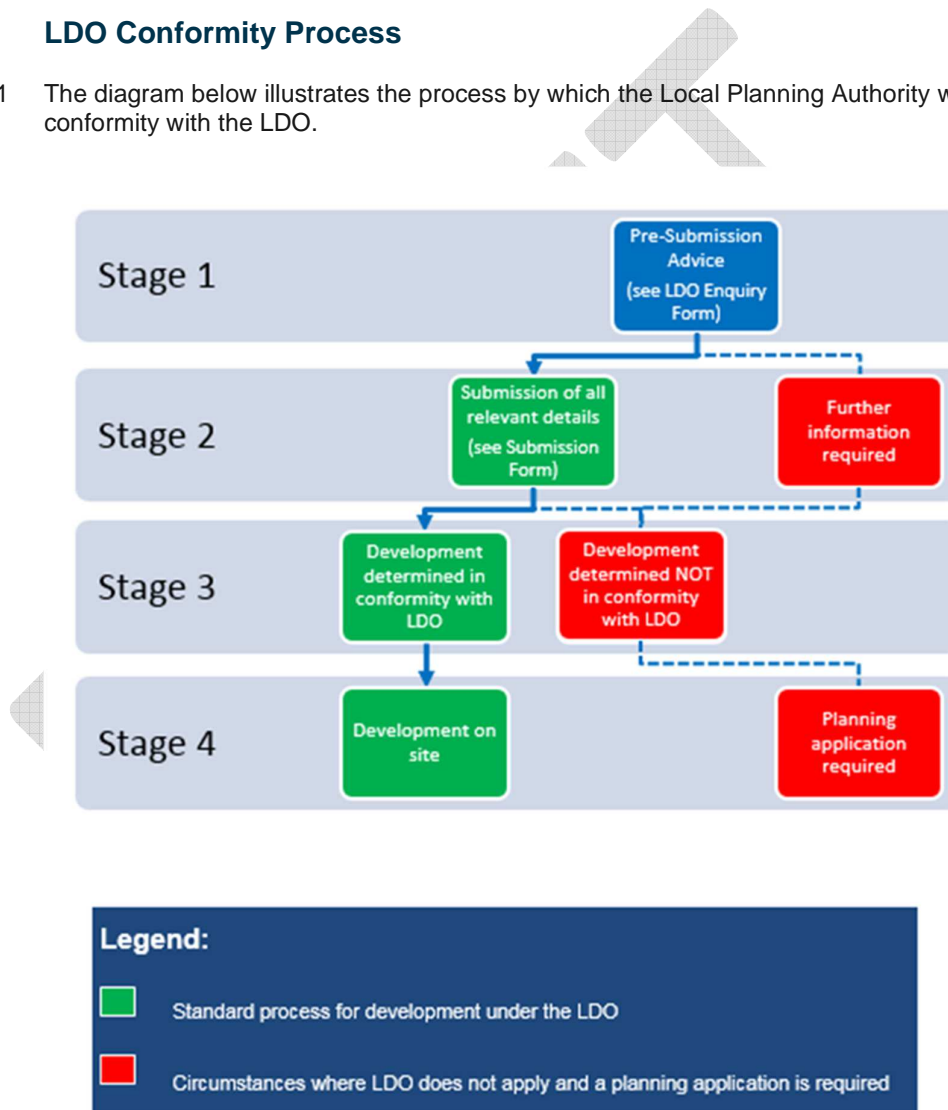 LDO Conformity Process
1 The diagram below illustrates the process by which the Local Planning Authority w
conformity with the LDO.
Stage 1
Pre-Submission
Advice
(see LDO Enquiry
Form)
Stage 2
Submission of all
relevant details
(see Submission
Form)
Further
information
required
Stage 3
Development
determined in
conformity with
LDO
Development
determined NOT
in conformity
with LDO
Stage 4
Development on
site
Planning
application
required
Legend:
Standard process for development under the LDO
Circumstances where LDO does not apply and a planning application is required